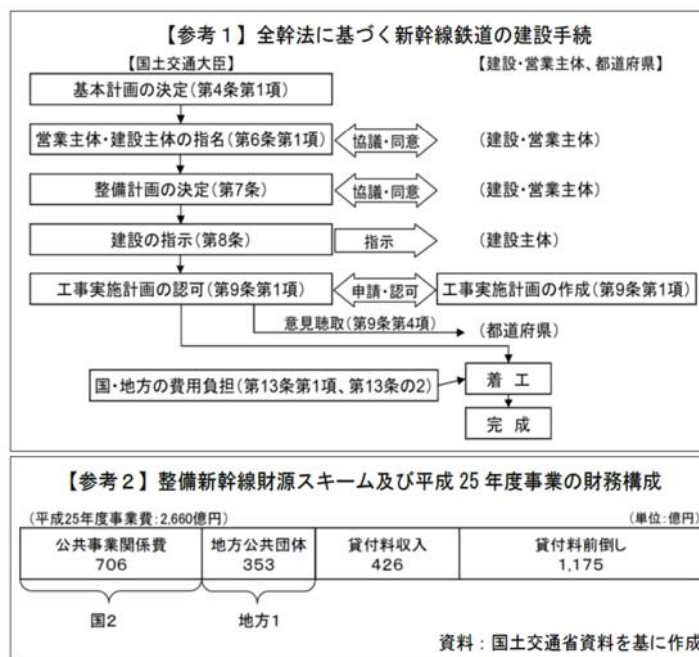 【参考１】全幹法に基づく新幹線鉄道の建設手続
【国土交通大臣】 【建設・営業主体、都道府県】
基本計画の決定(第4条第1項)
営業主体・建設主体の指名(第6条第1項) 協議・同意 (建設・営業主体)
整備計画の決定(第7条) 協議・同意 (建設・営業主体)
建設の指示(第8条) 指示 (建設主体)
工事実施計画の認可(第9条第1項) 申請・認可 工事実施計画の作成(第9条第1項)
意見聴取(第9条第4項) (都道府県)
国・地方の費用負担(第13条第1項、第13条の2) 着 工
完 成
【参考２】整備新幹線財源スキーム及び平成 25 年度事業の財務構成
(平成25年度事業費:2,660億円) (単位:億円)
公共事業関係費 地方公共団体 貸付料収入 貸付料前倒し
706 353 426 1,175
国2 地方1
資料：国土交通省資料を基に作成